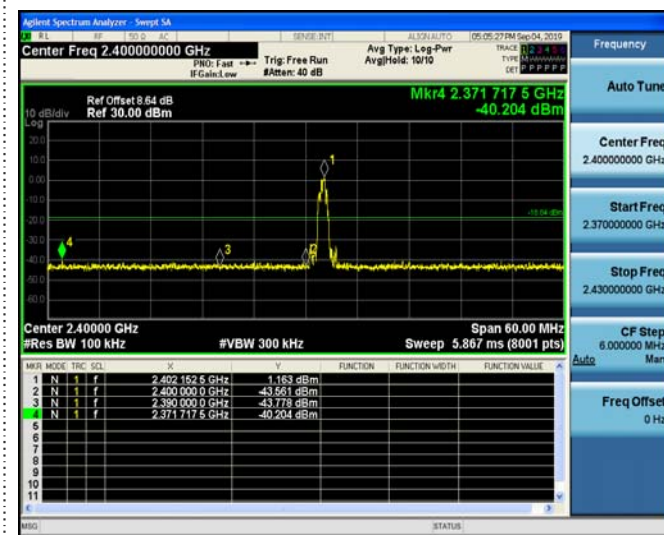 Agilent Spectrum Analyzer - Swept SA
RL RF 50 Ω AC SENSE:INT ALIGN AUTO 05:05:27 PM Sep 04, 2019
Center Freq 2.400000000 GHz
PNO: Fast
IFGain:Low
Trig: Free Run
#Atten: 40 dB
Avg Type: Log-Pwr
Avg|Hold: 10/10
TRACE 1 2 3 4 5 6
TYPE M
DET P P P P P P
Frequency
Auto Tune
Center Freq
2.400000000 GHz
Start Freq
2.370000000 GHz
Stop Freq
2.430000000 GHz
CF Step
6.000000 MHz
Auto Man
Freq Offset
0 Hz
Mkr4 2.371 717 5 GHz
-40.204 dBm
Ref Offset 8.64 dB
10 dB/div Ref 30.00 dBm
Log
20.0
10.0
0.00
-10.0
-20.0
-30.0
-40.0
-50.0
-60.0
1
3
4
Center 2.40000 GHz Span 60.00 MHz
#Res BW 100 kHz #VBW 300 kHz Sweep 5.867 ms (8001 pts)
MKR MODE TRC SCL X Y FUNCTION FUNCTION WIDTH FUNCTION VALUE
1 N 1 f 2.402 152 5 GHz 1.163 dBm
2 N 1 f 2.400 000 0 GHz -43.561 dBm
3 N 1 f 2.390 000 0 GHz -43.778 dBm
4 N 1 f 2.371 717 5 GHz -40.204 dBm
5
6
7
8
9
10
11
MSG STATUS